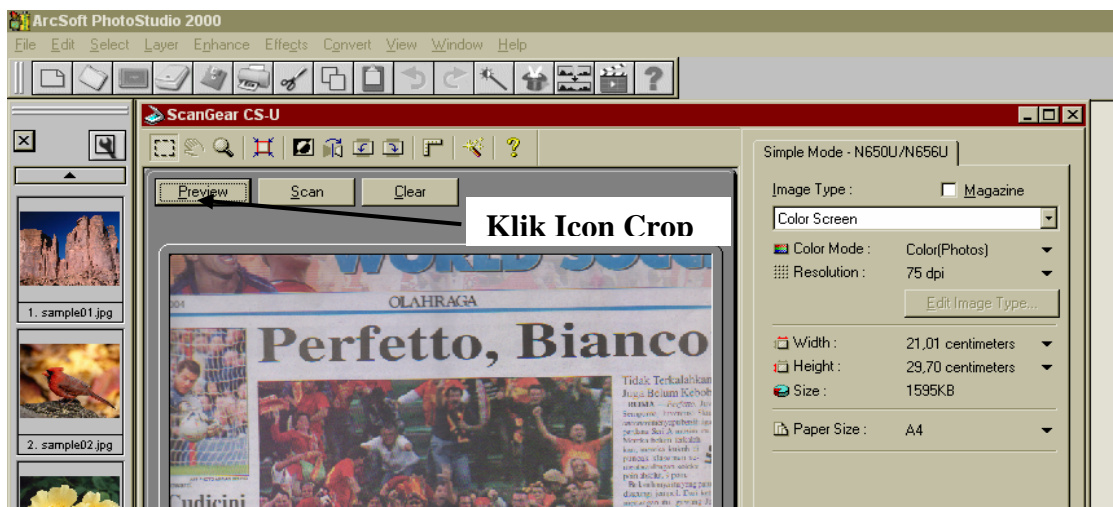 ArcSoft PhotoStudio 2000
File Edit Select Layer Enhance Effects Convert View Window Help
ScanGear CS-U
Preview Scan Clear
Klik Icon Crop
1. sample01.jpg
2. sample02.jpg
WORLD SOCC
OLAHRAGA
Perfetto, Bianco
Tidak Terkalahkan
Juga Belum Kebob
Cudicini
Simple Mode - N650U/N656U
Image Type :
Magazine
Color Screen
Color Mode : Color(Photos)
Resolution : 75 dpi
Edit Image Type...
Width : 21,01 centimeters
Height : 29,70 centimeters
Size : 1595KB
Paper Size : A4